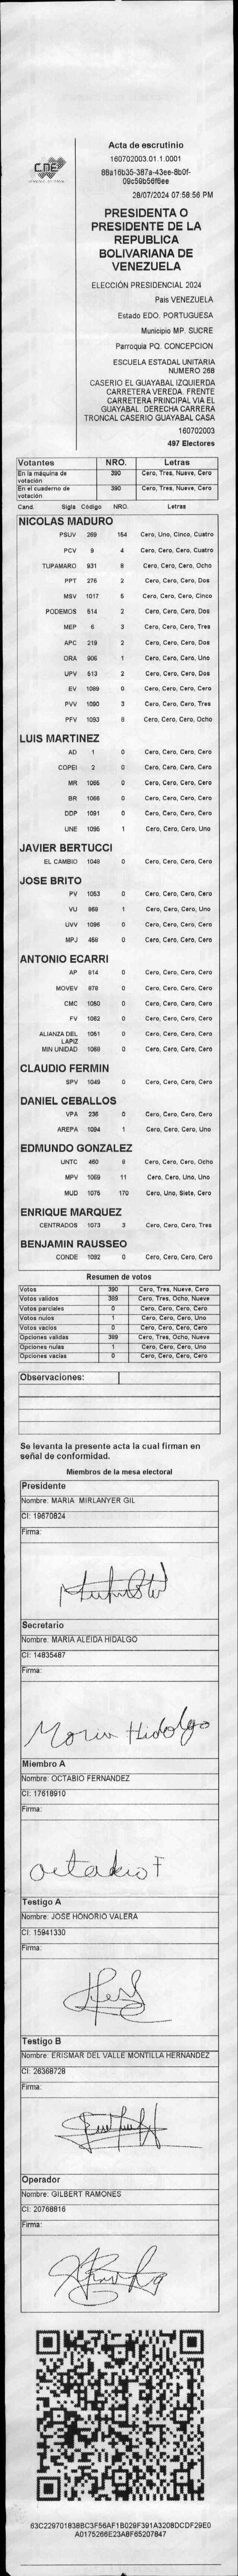 CNE
Acta de escrutinio
160702003.01.1.0001
88a16b35-387a-43ee-8b0f-
09c59b56f6ee
28/07/2024 07:58:56 PM
PRESIDENTA O
PRESIDENTE DE LA
REPUBLICA
BOLIVARIANA DE
VENEZUELA
ELECCIÓN PRESIDENCIAL 2024
Pais VENEZUELA
Estado EDO. PORTUGUESA
Municipio MP. SUCRE
Parroquia PQ. CONCEPCION
ESCUELA ESTADAL UNITARIA
NUMERO 268
CASERIO EL GUAYABAL IZQUIERDA
CARRETERA VEREDA. FRENTE
CARRETERA PRINCIPAL VIA EL
GUAYABAL. DERECHA CARRERA
TRONCAL CASERIO GUAYABAL CASA
160702003
497 Electores
Votantes NRO. Letras
En la máquina de votación 390 Cero, Tres, Nueve, Cero
En el cuaderno de votación 390 Cero, Tres, Nueve, Cero
Cand. Sigla Código NRO. Letras
NICOLAS MADURO
PSUV 269 154 Cero, Uno, Cinco, Cuatro
PCV 9 4 Cero, Cero, Cero, Cuatro
TUPAMARO 931 8 Cero, Cero, Cero, Ocho
PPT 276 2 Cero, Cero, Cero, Dos
MSV 1017 5 Cero, Cero, Cero, Cinco
PODEMOS 514 2 Cero, Cero, Cero, Dos
MEP 6 3 Cero, Cero, Cero, Tres
APC 219 2 Cero, Cero, Cero, Dos
ORA 906 1 Cero, Cero, Cero, Uno
UPV 513 2 Cero, Cero, Cero, Dos
EV 1089 0 Cero, Cero, Cero, Cero
PVV 1090 3 Cero, Cero, Cero, Tres
PFV 1093 8 Cero, Cero, Cero, Ocho
LUIS MARTINEZ
AD 1 0 Cero, Cero, Cero, Cero
COPEI 2 0 Cero, Cero, Cero, Cero
MR 1065 0 Cero, Cero, Cero, Cero
BR 1066 0 Cero, Cero, Cero, Cero
DDP 1091 0 Cero, Cero, Cero, Cero
UNE 1095 1 Cero, Cero, Cero, Uno
JAVIER BERTUCCI
EL CAMBIO 1048 0 Cero, Cero, Cero, Cero
JOSE BRITO
PV 1053 0 Cero, Cero, Cero, Cero
VU 969 1 Cero, Cero, Cero, Uno
UVV 1096 0 Cero, Cero, Cero, Cero
MPJ 458 0 Cero, Cero, Cero, Cero
ANTONIO ECARRI
AP 814 0 Cero, Cero, Cero, Cero
MOVEV 878 0 Cero, Cero, Cero, Cero
CMC 1050 0 Cero, Cero, Cero, Cero
FV 1062 0 Cero, Cero, Cero, Cero
ALIANZA DEL LAPIZ 1051 0 Cero, Cero, Cero, Cero
MIN UNIDAD 1068 0 Cero, Cero, Cero, Cero
CLAUDIO FERMIN
SPV 1049 0 Cero, Cero, Cero, Cero
DANIEL CEBALLOS
VPA 236 0 Cero, Cero, Cero, Cero
AREPA 1094 1 Cero, Cero, Cero, Uno
EDMUNDO GONZALEZ
UNTC 460 8 Cero, Cero, Cero, Ocho
MPV 1069 11 Cero, Cero, Uno, Uno
MUD 1075 170 Cero, Uno, Siete, Cero
ENRIQUE MARQUEZ
CENTRADOS 1073 3 Cero, Cero, Cero, Tres
BENJAMIN RAUSSEO
CONDE 1092 0 Cero, Cero, Cero, Cero
Resumen de votos
Votos 390 Cero, Tres, Nueve, Cero
Votos validos 389 Cero, Tres, Ocho, Nueve
Votos parciales 0 Cero, Cero, Cero, Cero
Votos nulos 1 Cero, Cero, Cero, Uno
Votos vacios 0 Cero, Cero, Cero, Cero
Opciones validas 389 Cero, Tres, Ocho, Nueve
Opciones nulas 1 Cero, Cero, Cero, Uno
Opciones vacias 0 Cero, Cero, Cero, Cero
Observaciones:
Se levanta la presente acta la cual firman en
señal de conformidad.
Miembros de la mesa electoral
Presidente
Nombre: MARIA MIRLANYER GIL
CI: 19670824
Firma:
Secretario
Nombre: MARIA ALEIDA HIDALGO
CI: 14835487
Firma:
Maria Hidalgo
Miembro A
Nombre: OCTABIO FERNANDEZ
CI: 17618910
Firma:
octabio F
Testigo A
Nombre: JOSE HONORIO VALERA
CI: 15941330
Firma:
Testigo B
Nombre: ERISMAR DEL VALLE MONTILLA HERNANDEZ
CI: 26368728
Firma:
Operador
Nombre: GILBERT RAMONES
CI: 20768816
Firma:
63C229701838BC3F56AF1B029F391A3208DCDF29E0
A0175266E23A8F65207847